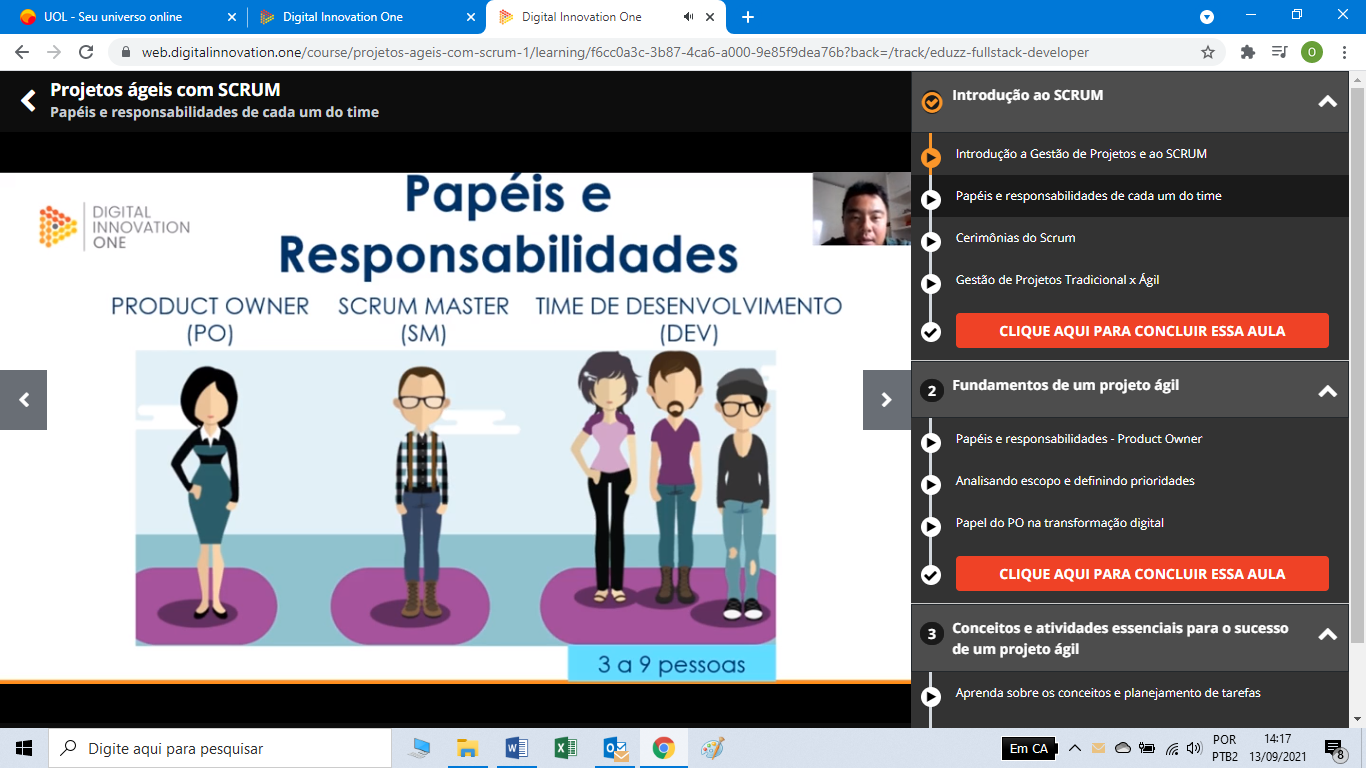 UOL - Seu universo online
Digital Innovation One
Digital Innovation One
web.digitalinnovation.one/course/projetos-ageis-com-scrum-1/learning/f6cc0a3c-3b87-4ca6-a000-9e85f9dea76b?back=/track/eduzz-fullstack-developer
O
Projetos ágeis com SCRUM
Papéis e responsabilidades de cada um do time
DIGITAL
INNOVATION
ONE
Papéis e
Responsabilidades
PRODUCT OWNER
(PO)
SCRUM MASTER
(SM)
TIME DE DESENVOLVIMENTO
(DEV)
3 a 9 pessoas
Introdução ao SCRUM
Introdução a Gestão de Projetos e ao SCRUM
Papéis e responsabilidades de cada um do time
Cerimônias do Scrum
Gestão de Projetos Tradicional x Ágil
CLIQUE AQUI PARA CONCLUIR ESSA AULA
2
Fundamentos de um projeto ágil
Papéis e responsabilidades - Product Owner
Analisando escopo e definindo prioridades
Papel do PO na transformação digital
CLIQUE AQUI PARA CONCLUIR ESSA AULA
3
Conceitos e atividades essenciais para o sucesso
de um projeto ágil
Aprenda sobre os conceitos e planejamento de tarefas
Digite aqui para pesquisar
Em CA
POR
PTB2
14:17
13/09/2021
8